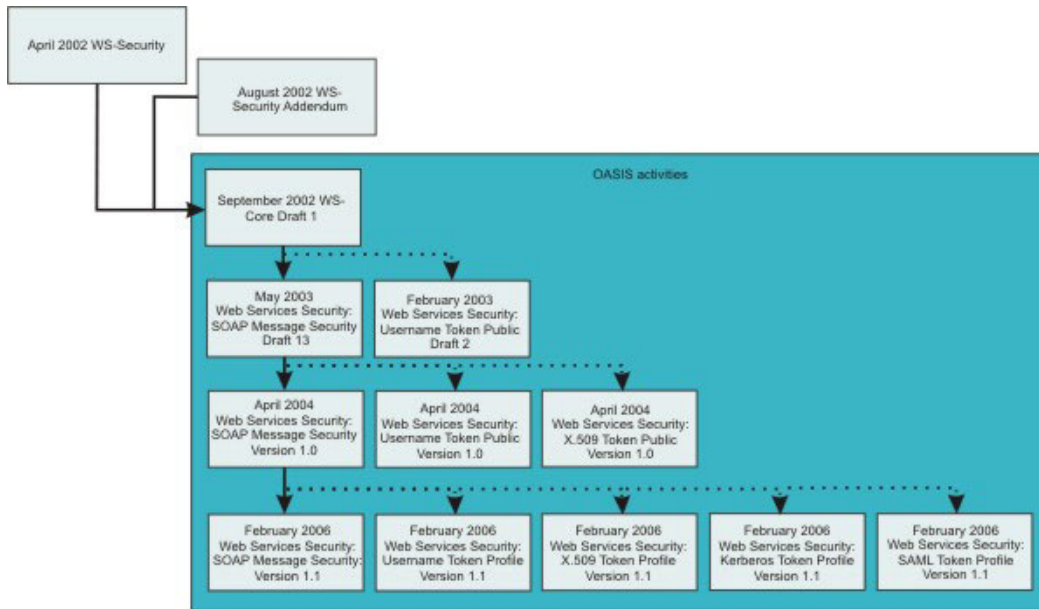 April 2002 WS-Security
August 2002 WS-
Security Addendum
OASIS activities
September 2002 WS-
Core Draft 1
May 2003
Web Services Security:
SOAP Message Security
Draft 13
February 2003
Web Services Security:
Username Token Public
Draft 2
April 2004
Web Services Security:
SOAP Message Security
Version 1.0
April 2004
Web Services Security:
Username Token Public
Version 1.0
April 2004
Web Services Security:
X.509 Token Public
Version 1.0
February 2006
Web Services Security:
SOAP Message Security:
Version 1.1
February 2006
Web Services Security:
Username Token Profile
Version 1.1
February 2006
Web Services Security:
X.509 Token Profile
Version 1.1
February 2006
Web Services Security:
Kerberos Token Profile
Version 1.1
February 2006
Web Services Security:
SAML Token Profile
Version 1.1